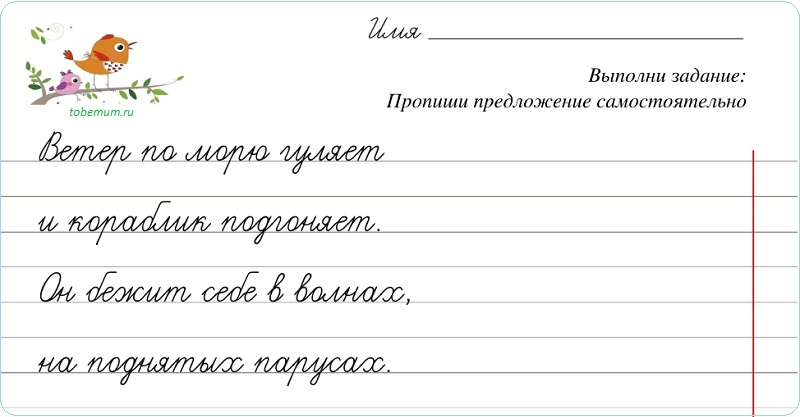 Имя
tobemum.ru
Выполни задание:
Пропиши предложение самостоятельно
Ветер по морю гуляет
и кораблик подгоняет.
Он бежит себе в волнах,
на поднятых парусах.